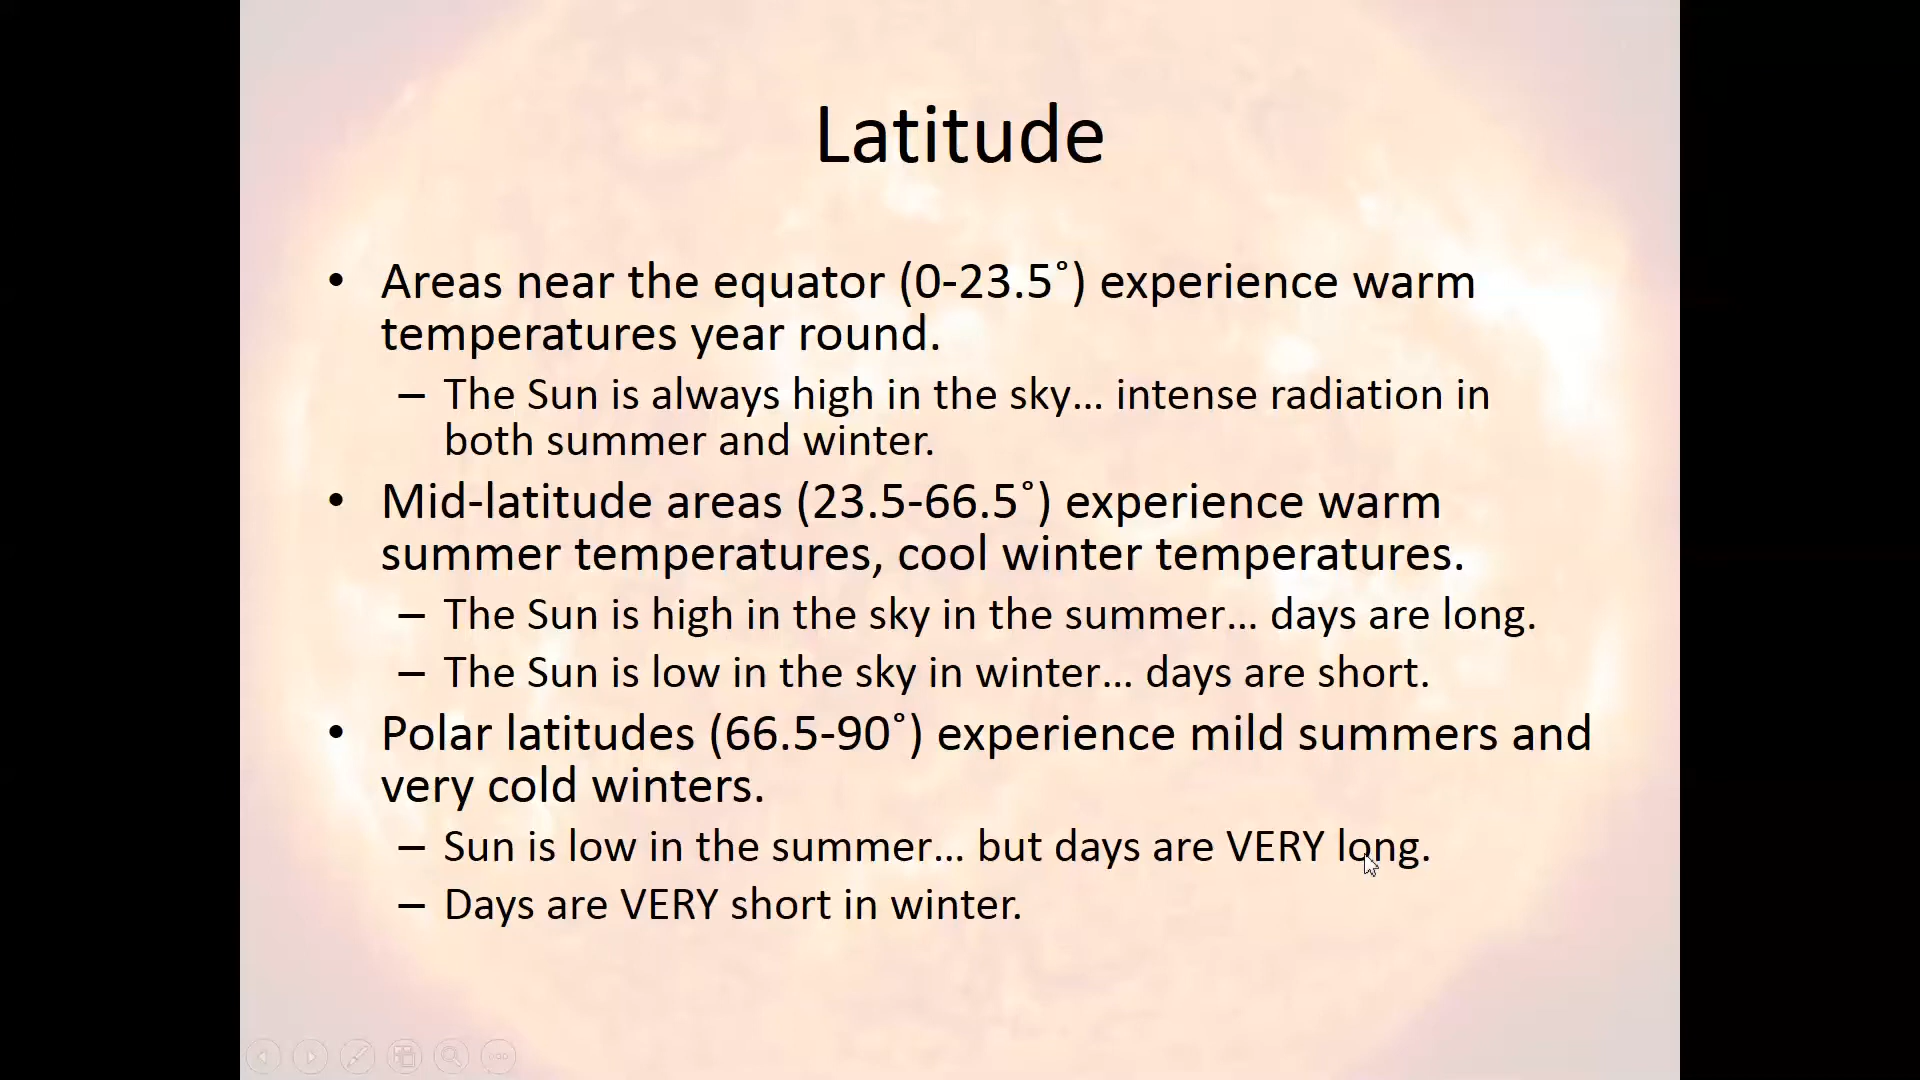 Latitude
• Areas near the equator (0-23.5˚) experience warm
temperatures year round.
– The Sun is always high in the sky… intense radiation in
both summer and winter.
• Mid-latitude areas (23.5-66.5˚) experience warm
summer temperatures, cool winter temperatures.
– The Sun is high in the sky in the summer… days are long.
– The Sun is low in the sky in winter… days are short.
• Polar latitudes (66.5-90˚) experience mild summers and
very cold winters.
– Sun is low in the summer… but days are VERY long.
– Days are VERY short in winter.